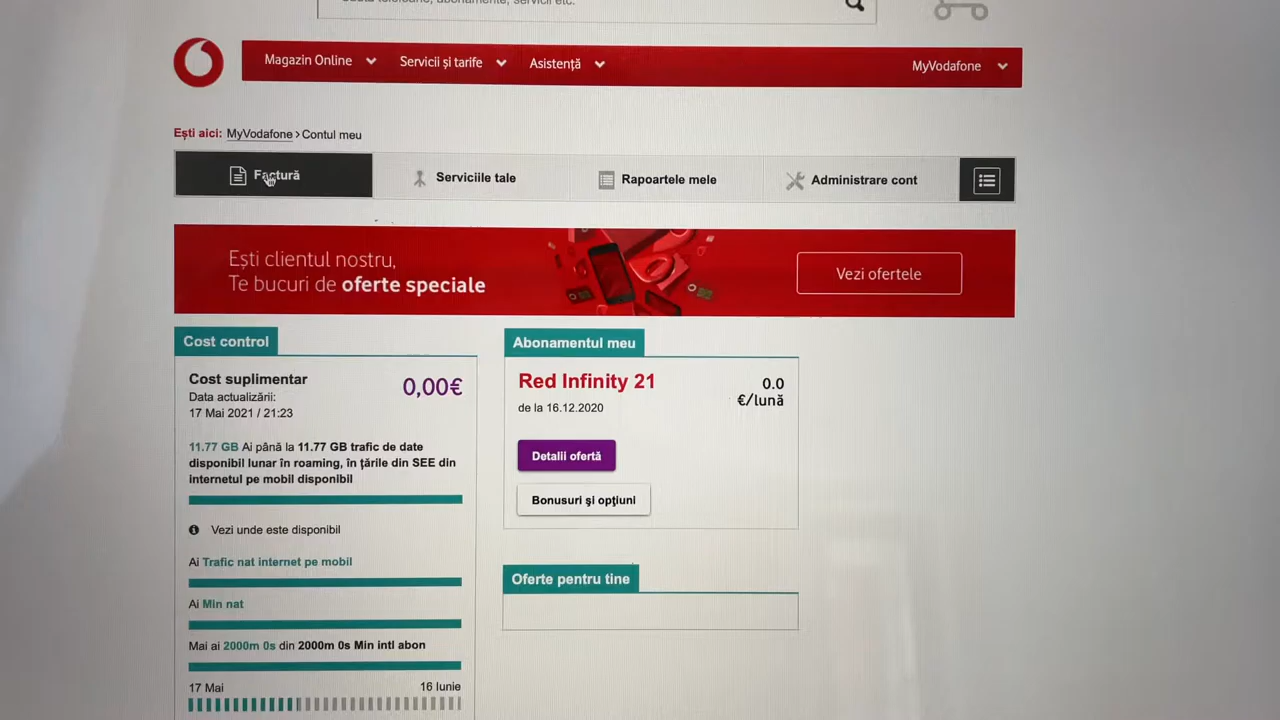 Magazin Online
Servicii și tarife
Asistență
MyVodafone
Ești aici: MyVodafone > Contul meu
Factură
Serviciile tale
Rapoartele mele
Administrare cont
Ești clientul nostru,
Te bucuri de oferte speciale
Vezi ofertele
Cost control
Cost suplimentar
0,00€
Data actualizării:
17 Mai 2021 / 21:23
11.77 GB Ai până la 11.77 GB trafic de date
disponibil lunar în roaming, în țările din SEE din
internetul pe mobil disponibil
Vezi unde este disponibil
Ai Trafic nat internet pe mobil
Ai Min nat
Mai ai 2000m 0s din 2000m 0s Min intl abon
17 Mai
16 Iunie
Abonamentul meu
Red Infinity 21
0.0
€/lună
de la 16.12.2020
Detalii ofertă
Bonusuri şi opţiuni
Oferte pentru tine